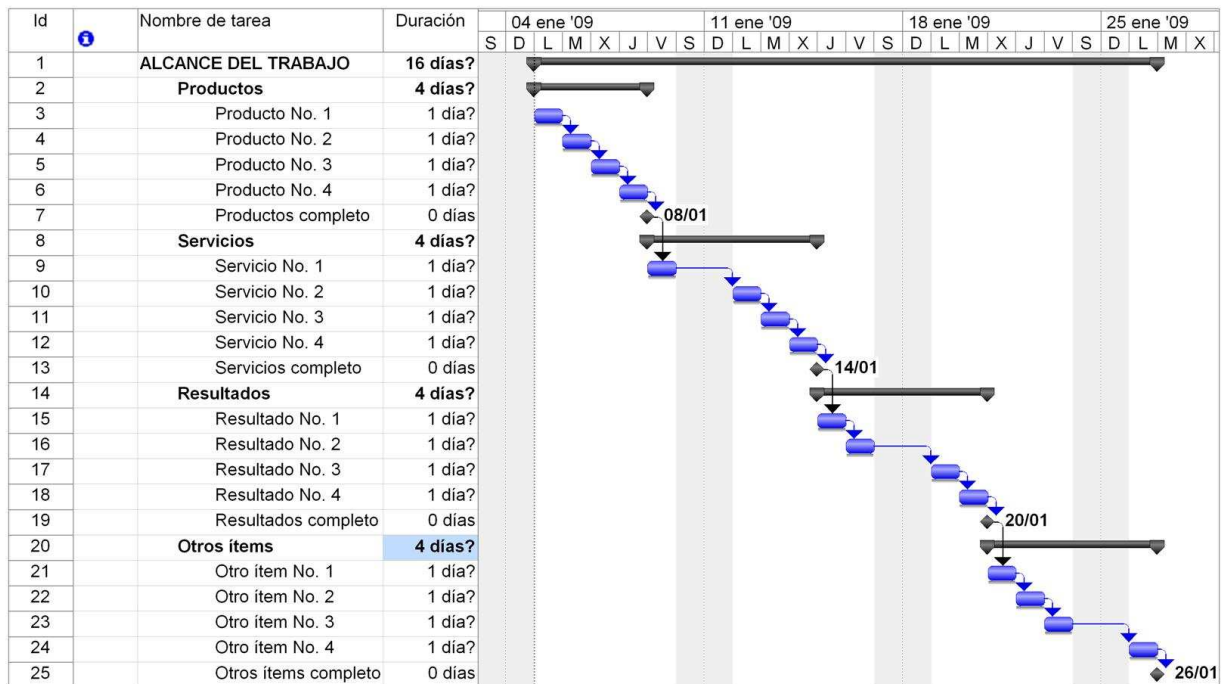 Id Nombre de tarea Duración 04 ene '09 11 ene '09 18 ene '09 25 ene '09
S D L M X J V S D L M X J V S D L M X J V S D L M X
1 ALCANCE DEL TRABAJO 16 días?
2 Productos 4 días?
3 Producto No. 1 1 día?
4 Producto No. 2 1 día?
5 Producto No. 3 1 día?
6 Producto No. 4 1 día?
7 Productos completo 0 días 08/01
8 Servicios 4 días?
9 Servicio No. 1 1 día?
10 Servicio No. 2 1 día?
11 Servicio No. 3 1 día?
12 Servicio No. 4 1 día?
13 Servicios completo 0 días 14/01
14 Resultados 4 días?
15 Resultado No. 1 1 día?
16 Resultado No. 2 1 día?
17 Resultado No. 3 1 día?
18 Resultado No. 4 1 día?
19 Resultados completo 0 días 20/01
20 Otros ítems 4 días?
21 Otro ítem No. 1 1 día?
22 Otro ítem No. 2 1 día?
23 Otro ítem No. 3 1 día?
24 Otro ítem No. 4 1 día?
25 Otros ítems completo 0 días 26/01